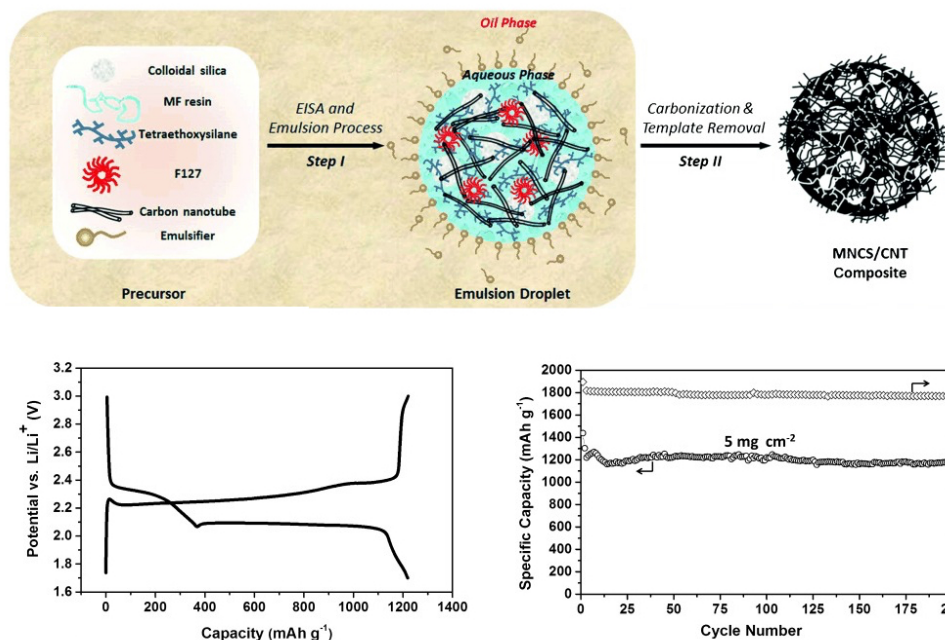 Oil Phase
Colloidal silica
MF resin
Tetraethoxysilane
F127
Carbon nanotube
Emulsifier
Precursor
EISA and
Emulsion Process
Step I
Aqueous Phase
Emulsion Droplet
Carbonization &
Template Removal
Step II
MNCS/CNT
Composite
Potential vs. Li/Li⁺ (V)
3.2
3.0
2.8
2.6
2.4
2.2
2.0
1.8
1.6
0 200 400 600 800 1000 1200 1400
Capacity (mAh g⁻¹)
Specific Capacity (mAh g⁻¹)
2000
1800
1600
1400
1200
1000
800
600
400
200
0
5 mg cm⁻²
0 25 50 75 100 125 150 175
Cycle Number